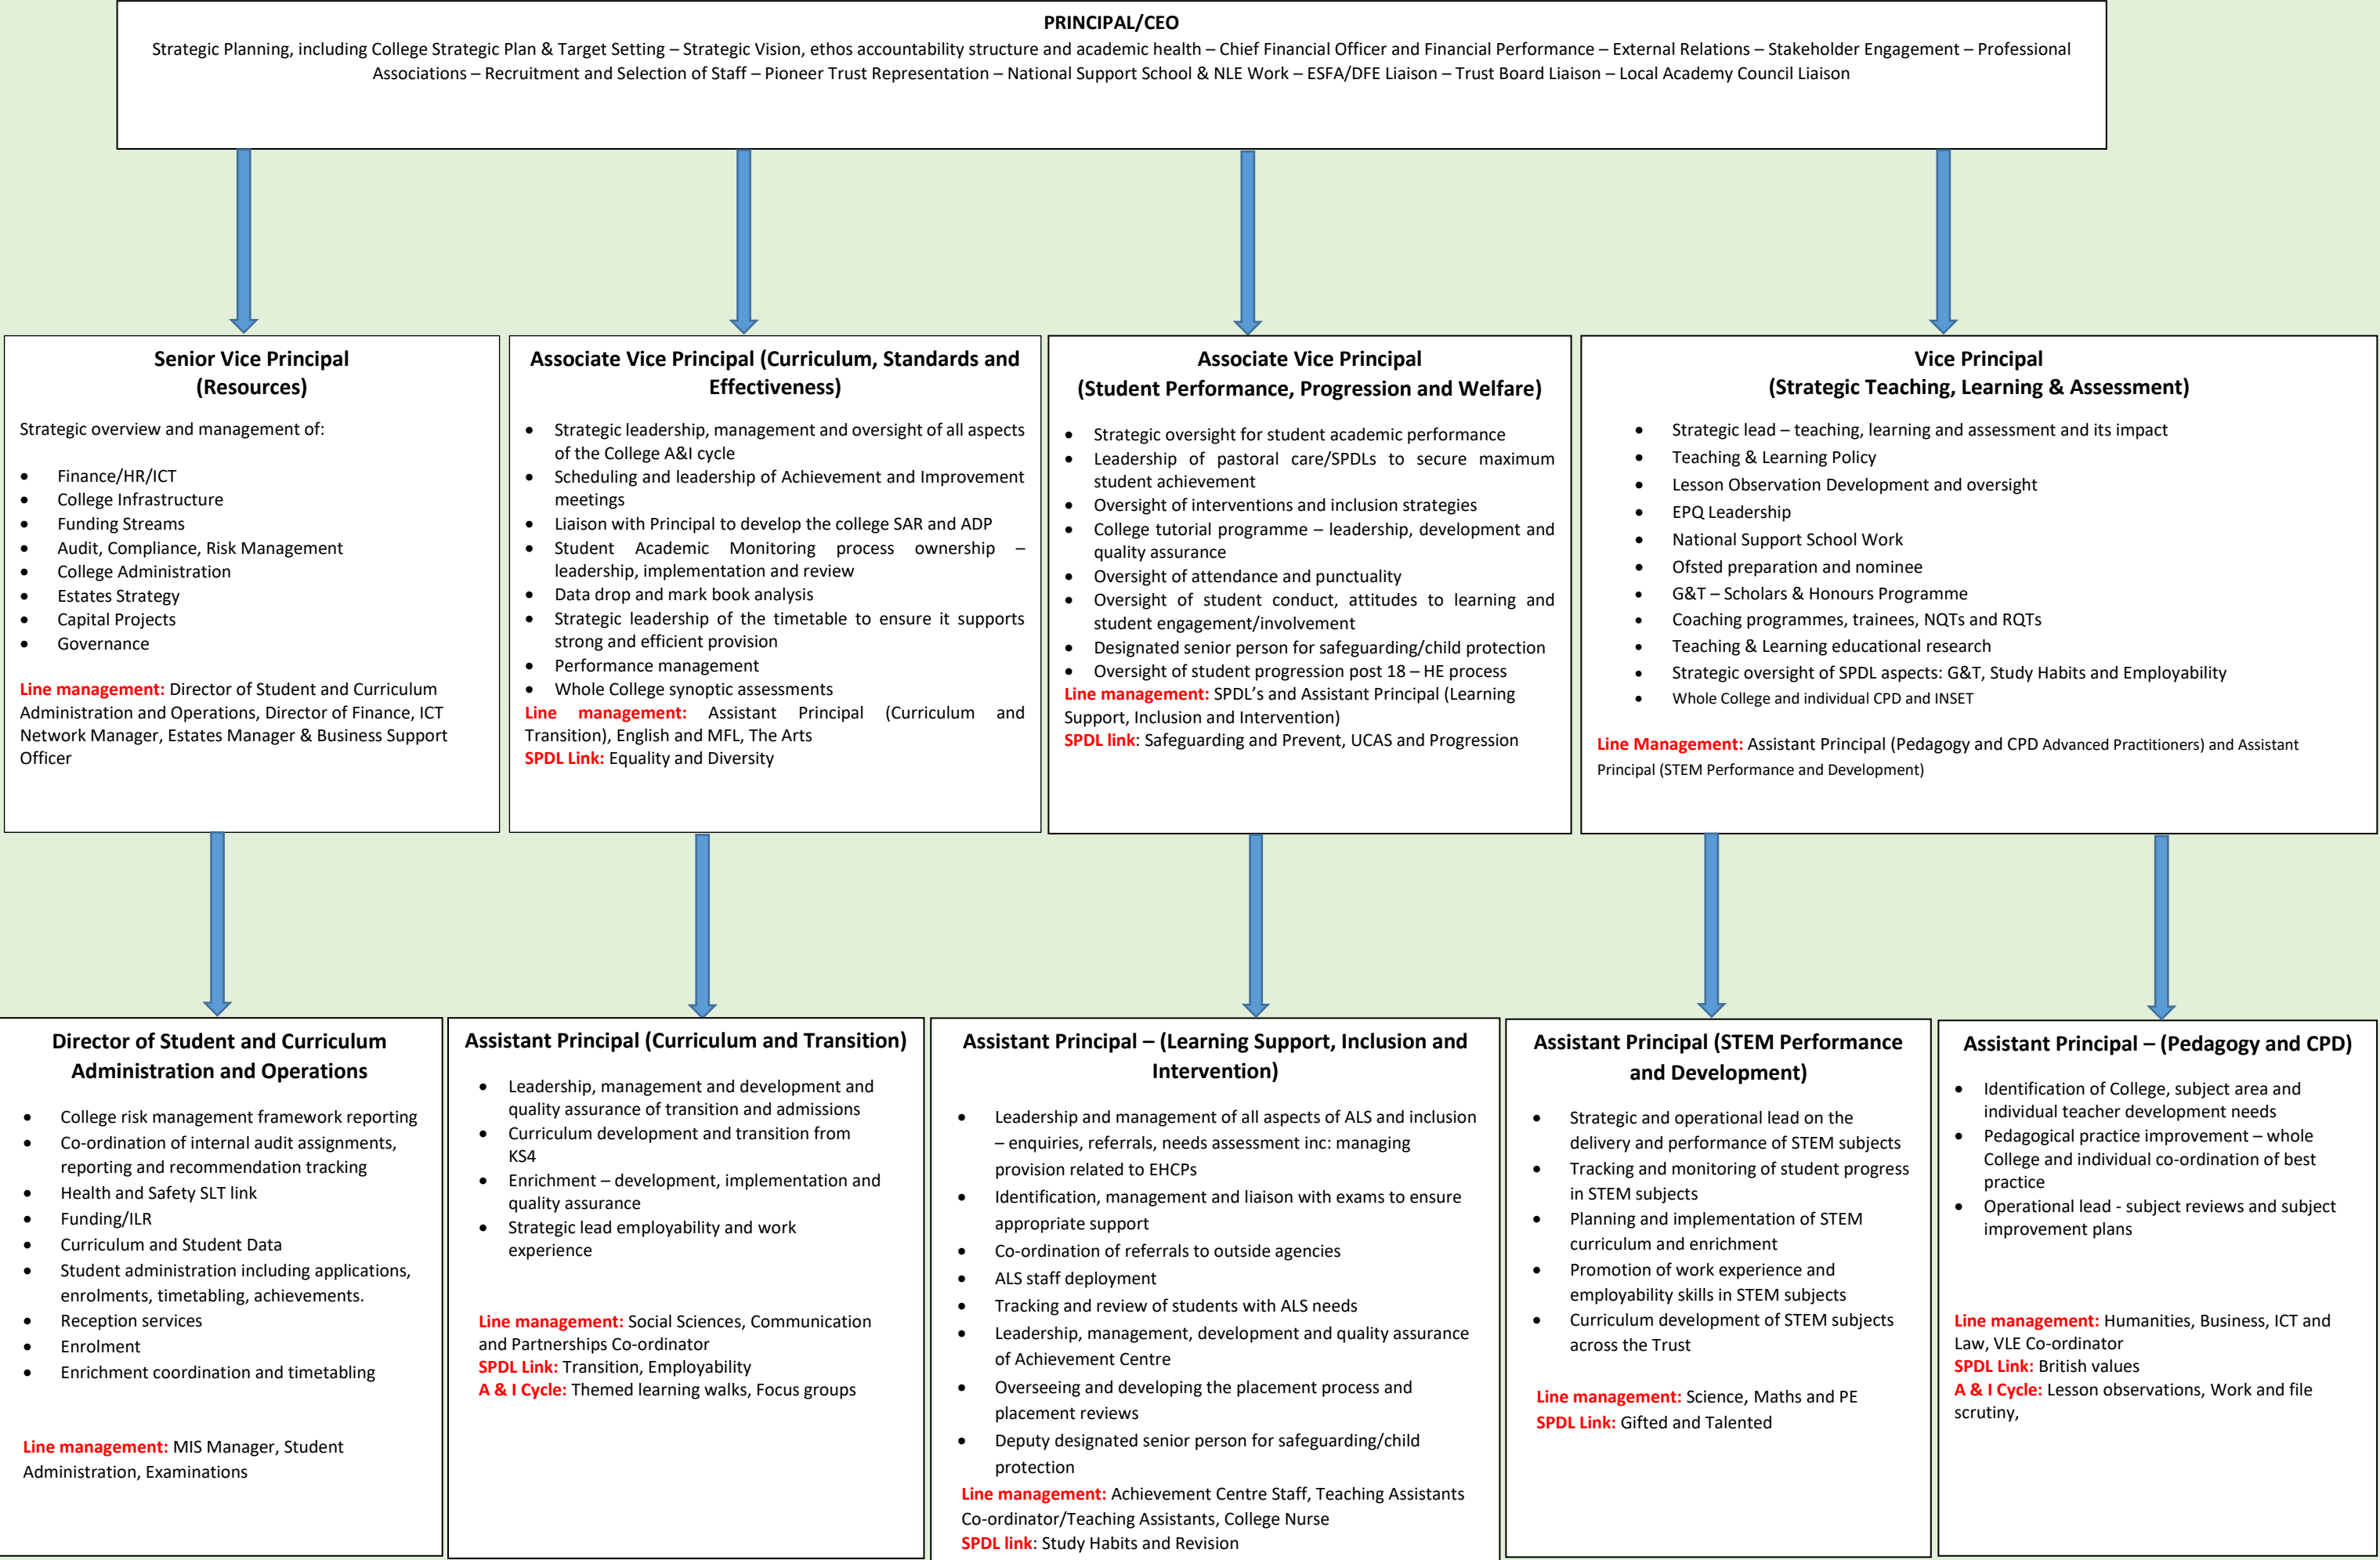 PRINCIPAL/CEO
Strategic Planning, including College Strategic Plan & Target Setting – Strategic Vision, ethos accountability structure and academic health – Chief Financial Officer and Financial Performance – External Relations – Stakeholder Engagement – Professional
Associations – Recruitment and Selection of Staff – Pioneer Trust Representation – National Support School & NLE Work – ESFA/DFE Liaison – Trust Board Liaison – Local Academy Council Liaison
Senior Vice Principal
(Resources)
Strategic overview and management of:
• Finance/HR/ICT
• College Infrastructure
• Funding Streams
• Audit, Compliance, Risk Management
• College Administration
• Estates Strategy
• Capital Projects
• Governance
Line management: Director of Student and Curriculum
Administration and Operations, Director of Finance, ICT
Network Manager, Estates Manager & Business Support
Officer
Associate Vice Principal (Curriculum, Standards and
Effectiveness)
• Strategic leadership, management and oversight of all aspects
of the College A&I cycle
• Scheduling and leadership of Achievement and Improvement
meetings
• Liaison with Principal to develop the college SAR and ADP
• Student Academic Monitoring process ownership –
leadership, implementation and review
• Data drop and mark book analysis
• Strategic leadership of the timetable to ensure it supports
strong and efficient provision
• Performance management
• Whole College synoptic assessments
Line management: Assistant Principal (Curriculum and
Transition), English and MFL, The Arts
SPDL Link: Equality and Diversity
Associate Vice Principal
(Student Performance, Progression and Welfare)
• Strategic oversight for student academic performance
• Leadership of pastoral care/SPDLs to secure maximum
student achievement
• Oversight of interventions and inclusion strategies
• College tutorial programme – leadership, development and
quality assurance
• Oversight of attendance and punctuality
• Oversight of student conduct, attitudes to learning and
student engagement/involvement
• Designated senior person for safeguarding/child protection
• Oversight of student progression post 18 – HE process
Line management: SPDL's and Assistant Principal (Learning
Support, Inclusion and Intervention)
SPDL link: Safeguarding and Prevent, UCAS and Progression
Vice Principal
(Strategic Teaching, Learning & Assessment)
• Strategic lead – teaching, learning and assessment and its impact
• Teaching & Learning Policy
• Lesson Observation Development and oversight
• EPQ Leadership
• National Support School Work
• Ofsted preparation and nominee
• G&T – Scholars & Honours Programme
• Coaching programmes, trainees, NQTs and RQTs
• Teaching & Learning educational research
• Strategic oversight of SPDL aspects: G&T, Study Habits and Employability
• Whole College and individual CPD and INSET
Line Management: Assistant Principal (Pedagogy and CPD Advanced Practitioners) and Assistant
Principal (STEM Performance and Development)
Director of Student and Curriculum
Administration and Operations
• College risk management framework reporting
• Co-ordination of internal audit assignments,
reporting and recommendation tracking
• Health and Safety SLT link
• Funding/ILR
• Curriculum and Student Data
• Student administration including applications,
enrolments, timetabling, achievements.
• Reception services
• Enrolment
• Enrichment coordination and timetabling
Line management: MIS Manager, Student
Administration, Examinations
Assistant Principal (Curriculum and Transition)
• Leadership, management and development and
quality assurance of transition and admissions
• Curriculum development and transition from
KS4
• Enrichment – development, implementation and
quality assurance
• Strategic lead employability and work
experience
Line management: Social Sciences, Communication
and Partnerships Co-ordinator
SPDL Link: Transition, Employability
A & I Cycle: Themed learning walks, Focus groups
Assistant Principal – (Learning Support, Inclusion and
Intervention)
• Leadership and management of all aspects of ALS and inclusion
– enquiries, referrals, needs assessment inc: managing
provision related to EHCPs
• Identification, management and liaison with exams to ensure
appropriate support
• Co-ordination of referrals to outside agencies
• ALS staff deployment
• Tracking and review of students with ALS needs
• Leadership, management, development and quality assurance
of Achievement Centre
• Overseeing and developing the placement process and
placement reviews
• Deputy designated senior person for safeguarding/child
protection
Line management: Achievement Centre Staff, Teaching Assistants
Co-ordinator/Teaching Assistants, College Nurse
SPDL link: Study Habits and Revision
Assistant Principal (STEM Performance
and Development)
• Strategic and operational lead on the
delivery and performance of STEM subjects
• Tracking and monitoring of student progress
in STEM subjects
• Planning and implementation of STEM
curriculum and enrichment
• Promotion of work experience and
employability skills in STEM subjects
• Curriculum development of STEM subjects
across the Trust
Line management: Science, Maths and PE
SPDL Link: Gifted and Talented
Assistant Principal – (Pedagogy and CPD)
• Identification of College, subject area and
individual teacher development needs
• Pedagogical practice improvement – whole
College and individual co-ordination of best
practice
• Operational lead - subject reviews and subject
improvement plans
Line management: Humanities, Business, ICT and
Law, VLE Co-ordinator
SPDL Link: British values
A & I Cycle: Lesson observations, Work and file
scrutiny,